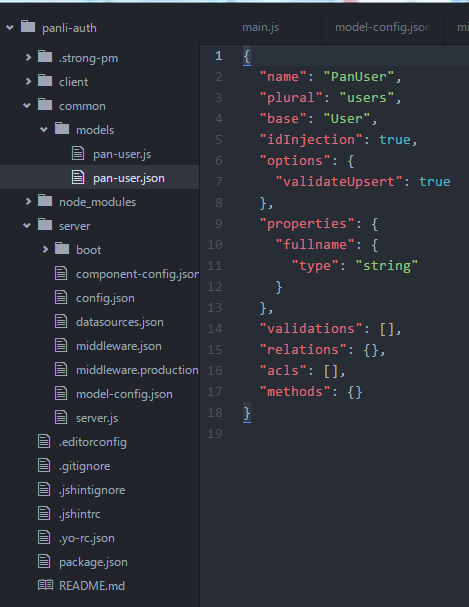 panli-auth
.strong-pm
client
common
models
pan-user.js
pan-user.json
node_modules
server
boot
component-config.json
config.json
datasources.json
middleware.json
middleware.production
model-config.json
server.js
.editorconfig
.gitignore
.jshintignore
.jshintrc
.yo-rc.json
package.json
README.md
main.js model-config.json mi
1 {
2 "name": "PanUser",
3 "plural": "users",
4 "base": "User",
5 "idInjection": true,
6 "options": {
7 "validateUpsert": true
8 },
9 "properties": {
10 "fullname": {
11 "type": "string"
12 }
13 },
14 "validations": [],
15 "relations": {},
16 "acls": [],
17 "methods": {}
18 }
19